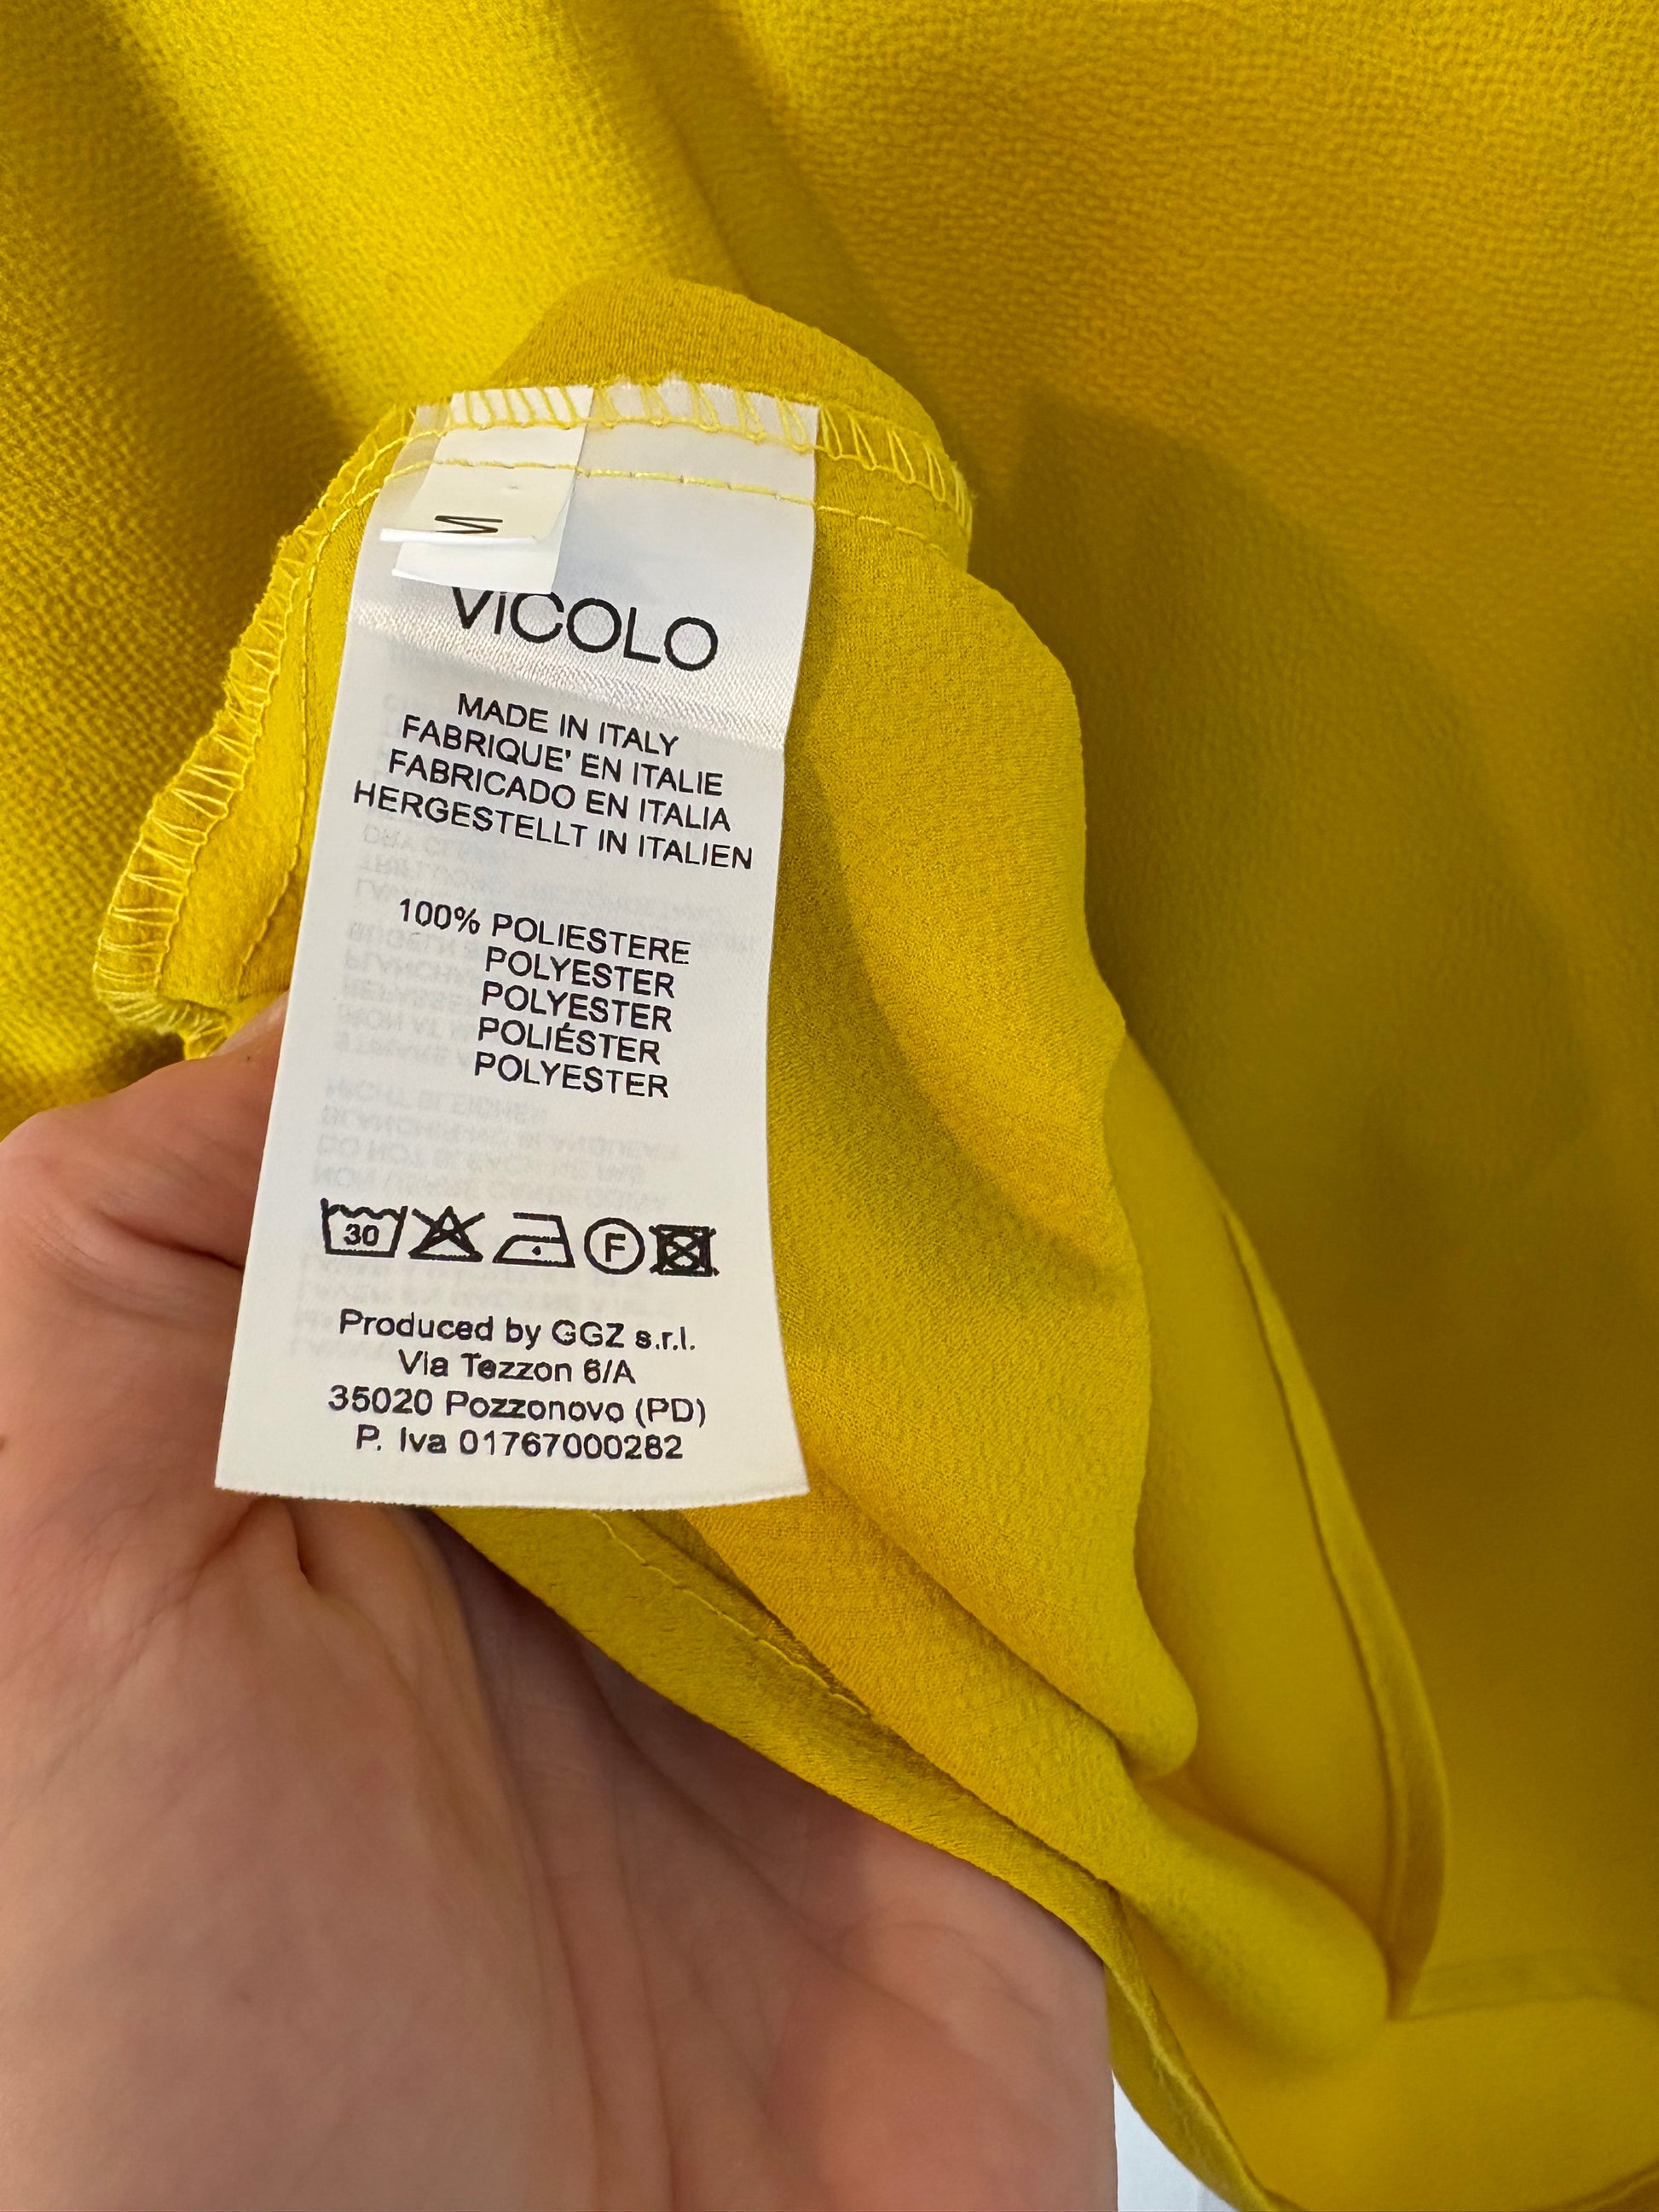 M
VICOLO
MADE IN ITALY
FABRIQUE' EN ITALIE
FABRICADO EN ITALIA
HERGESTELLT IN ITALIEN
100% POLIESTERE
POLYESTER
POLYESTER
POLIÉSTER
POLYESTER
30 F
Produced by GGZ s.r.l.
Via Tezzon 6/A
35020 Pozzonovo (PD)
P. Iva 01767000282